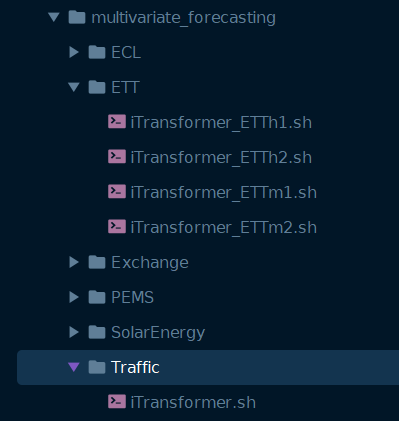 multivariate_forecasting
ECL
ETT
iTransformer_ETTh1.sh
iTransformer_ETTh2.sh
iTransformer_ETTm1.sh
iTransformer_ETTm2.sh
Exchange
PEMS
SolarEnergy
Traffic
iTransformer.sh